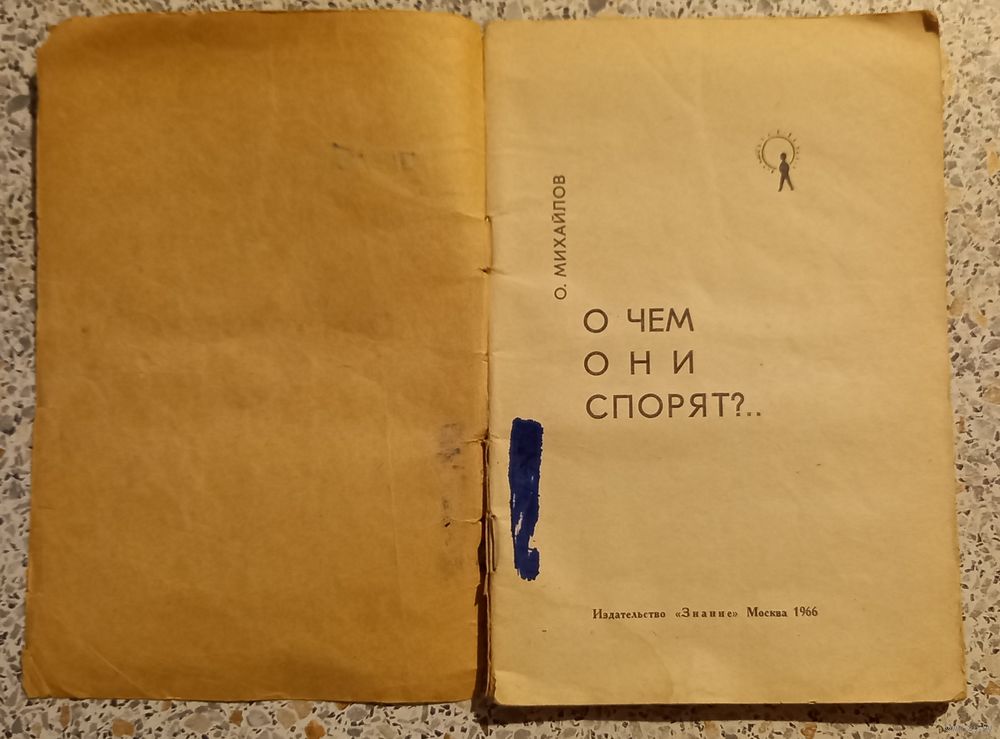 О. МИХАЙЛОВ
О ЧЕМ
ОНИ
СПОРЯТ?..
Издательство «Знание» Москва 1966